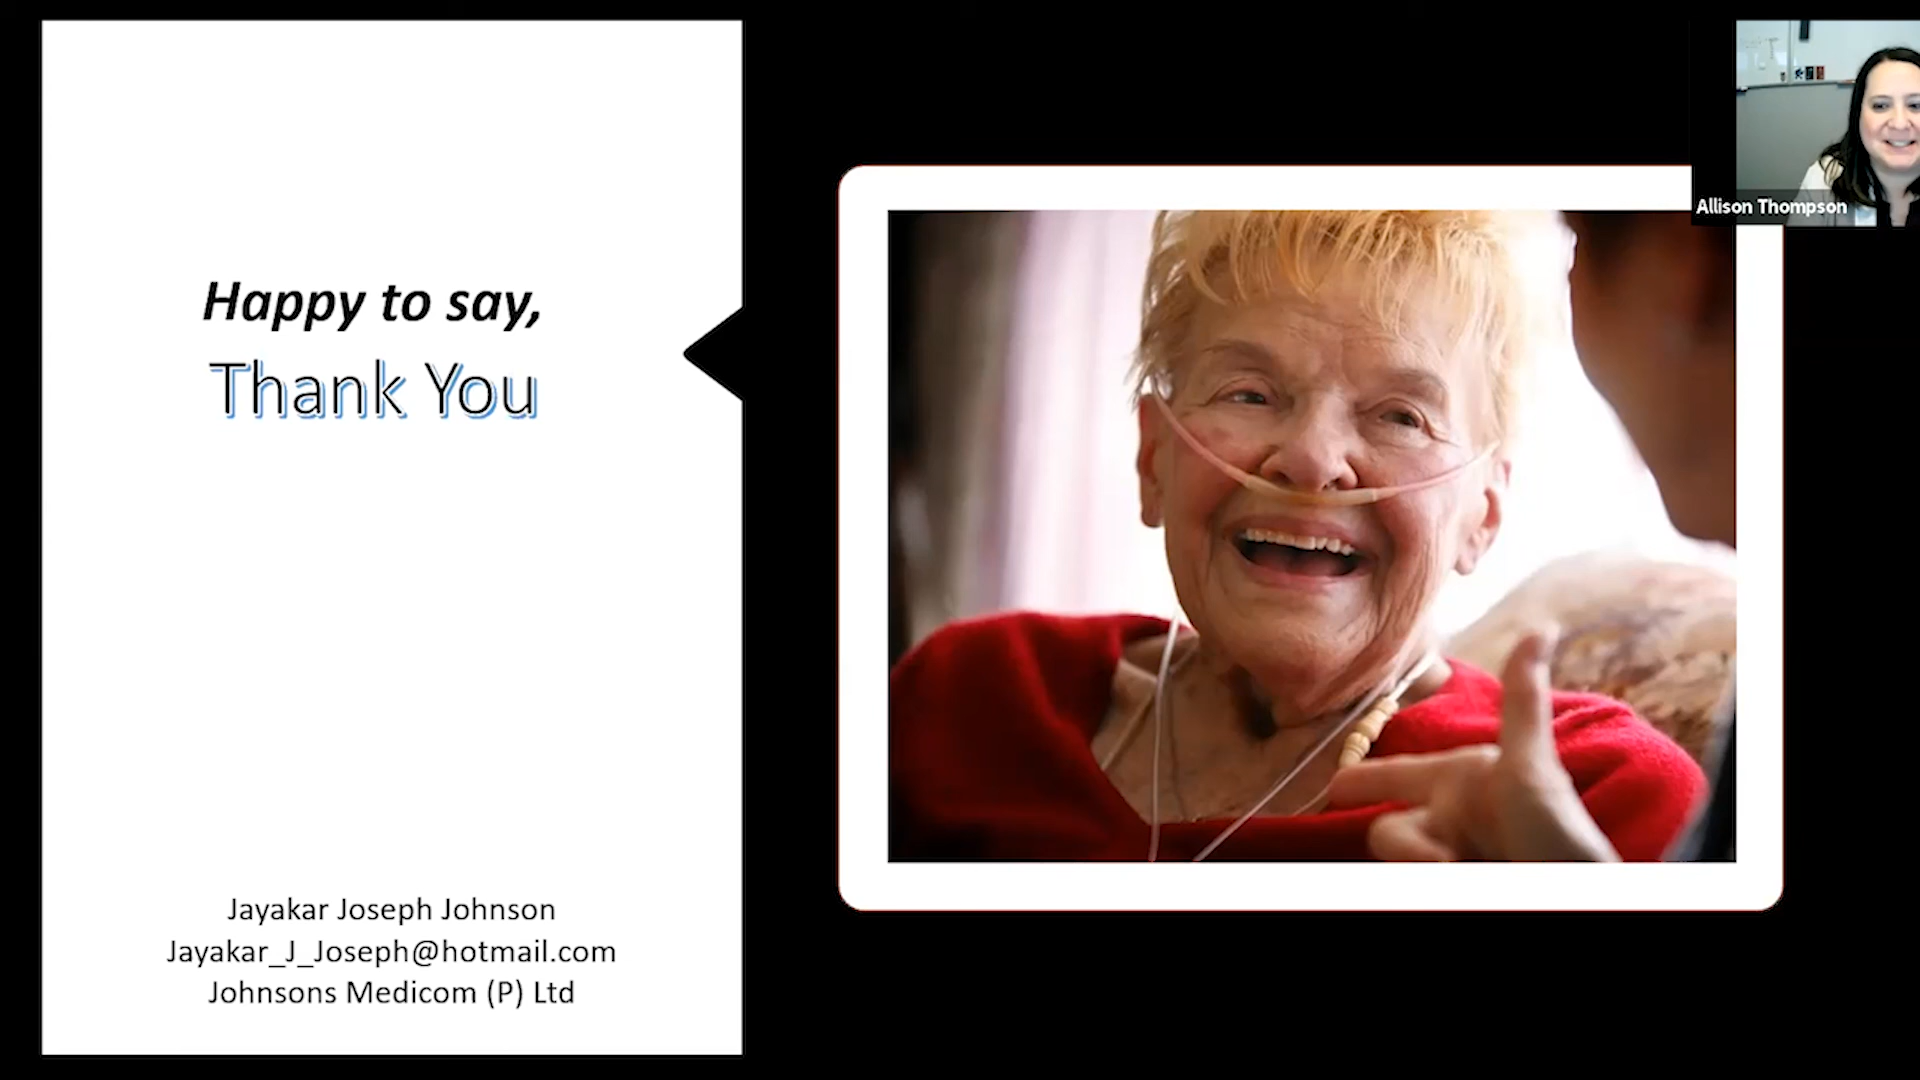 Happy to say,
Thank You
Jayakar Joseph Johnson
Jayakar_J_Joseph@hotmail.com
Johnsons Medicom (P) Ltd
Allison Thompson